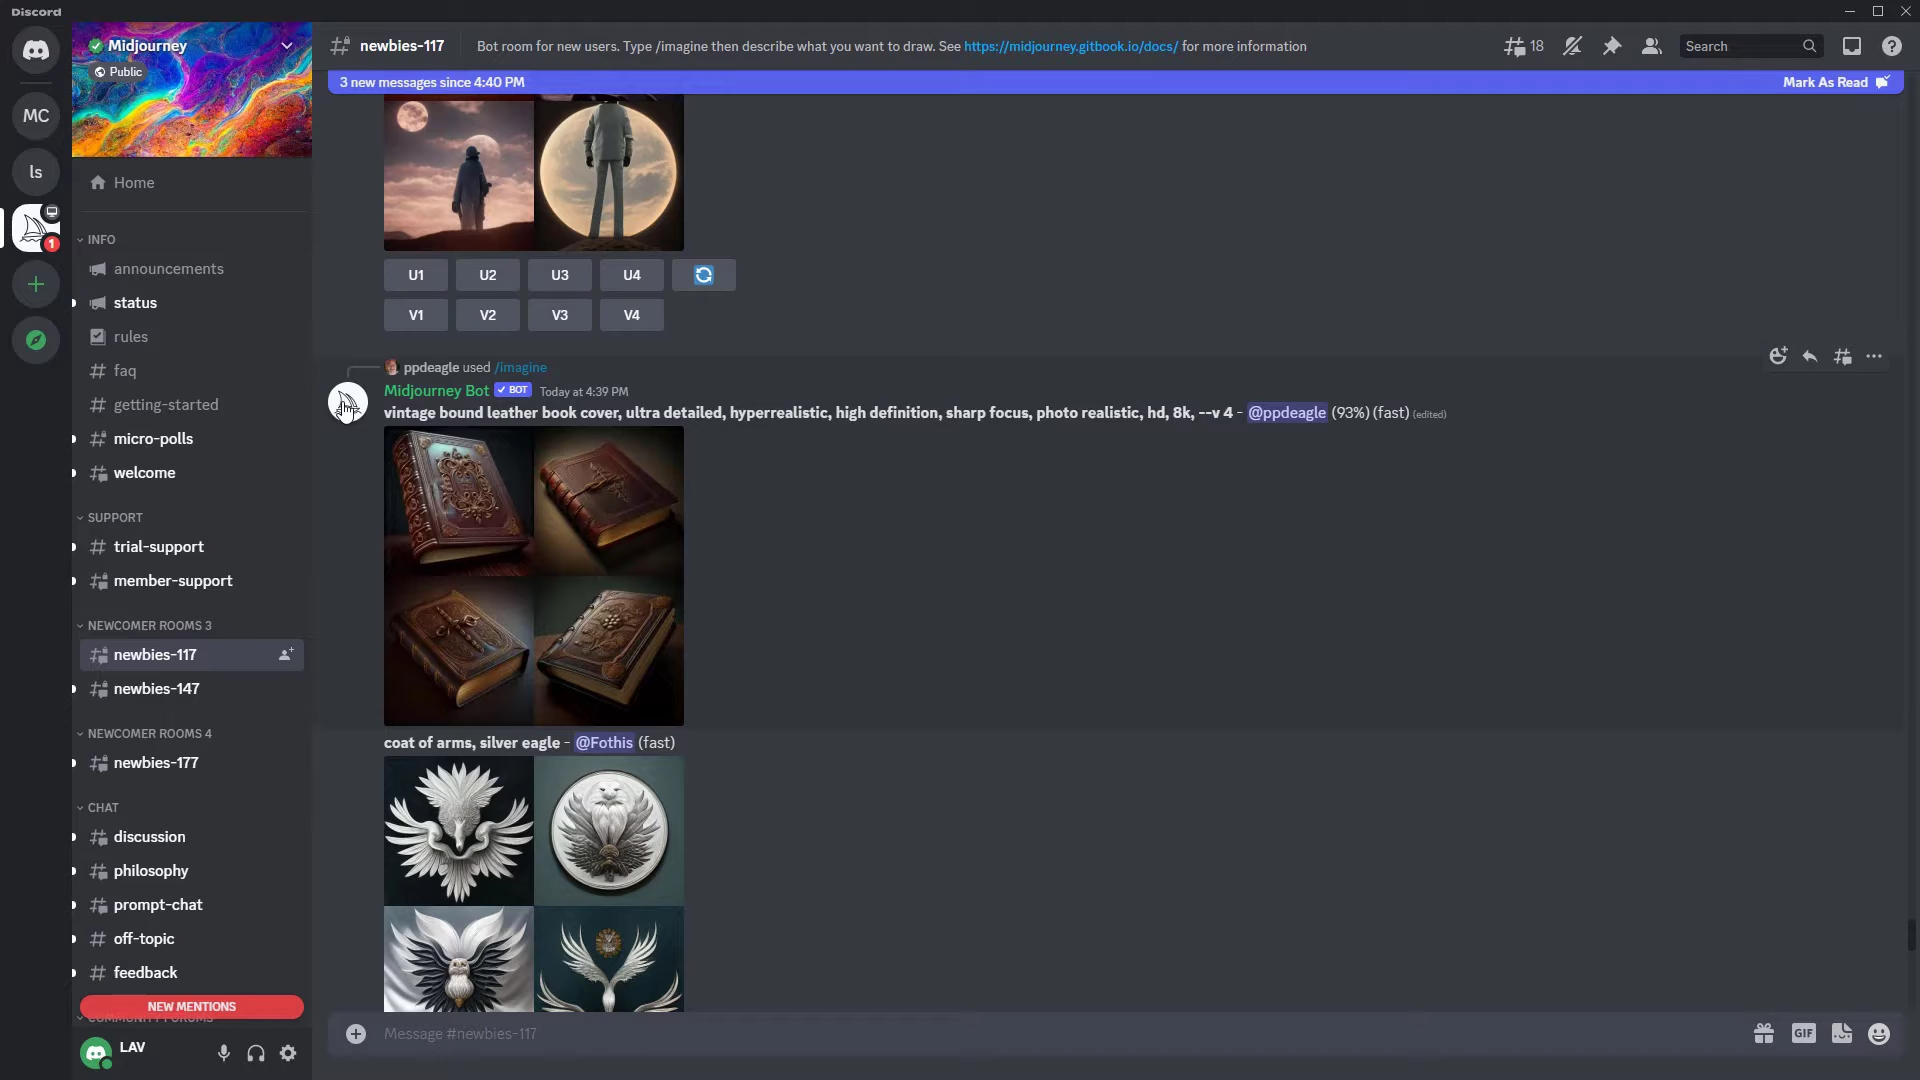 Discord
Midjourney
Public
MC
ls
1
Home
INFO
announcements
status
rules
faq
getting-started
micro-polls
welcome
SUPPORT
trial-support
member-support
NEWCOMER ROOMS 3
newbies-117
newbies-147
NEWCOMER ROOMS 4
newbies-177
CHAT
discussion
philosophy
prompt-chat
off-topic
feedback
NEW MENTIONS
COMMUNITY FORUMS
LAV
newbies-117
Bot room for new users. Type /imagine then describe what you want to draw. See https://midjourney.gitbook.io/docs/ for more information
18
Search
3 new messages since 4:40 PM
Mark As Read
U1 U2 U3 U4
V1 V2 V3 V4
ppdeagle used /imagine
Midjourney Bot BOT Today at 4:39 PM
vintage bound leather book cover, ultra detailed, hyperrealistic, high definition, sharp focus, photo realistic, hd, 8k, --v 4 - @ppdeagle (93%) (fast) (edited)
coat of arms, silver eagle - @Fothis (fast)
Message #newbies-117
GIF